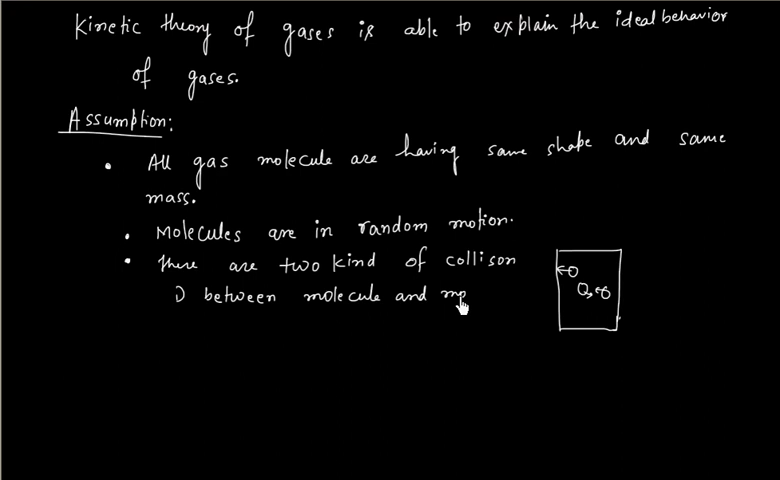 Kinetic theory of gases is able to explain the ideal behavior
of gases.
Assumption:
• All gas molecule are having same shape and same
mass.
• Molecules are in random motion.
• there are two kind of collison
1) between molecule and mo